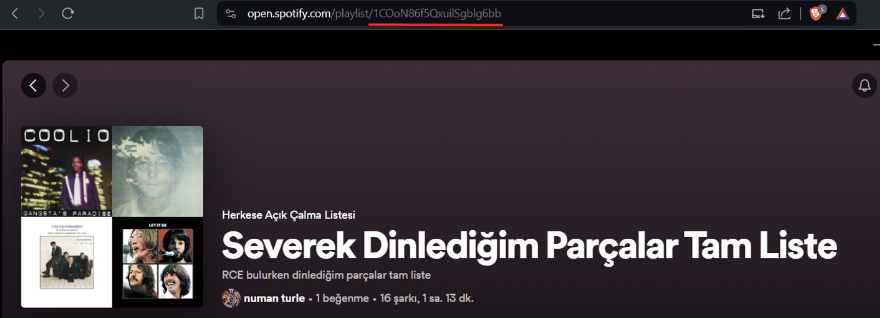 open.spotify.com/playlist/1COoN86f5QxuilSgblg6bb
5
COOLIO
GANGSTA'S PARADISE
LET IT BE
Herkese Açık Çalma Listesi
Severek Dinlediğim Parçalar Tam Liste
RCE bulurken dinlediğim parçalar tam liste
numan turle • 1 beğenme • 16 şarkı, 1 sa. 13 dk.